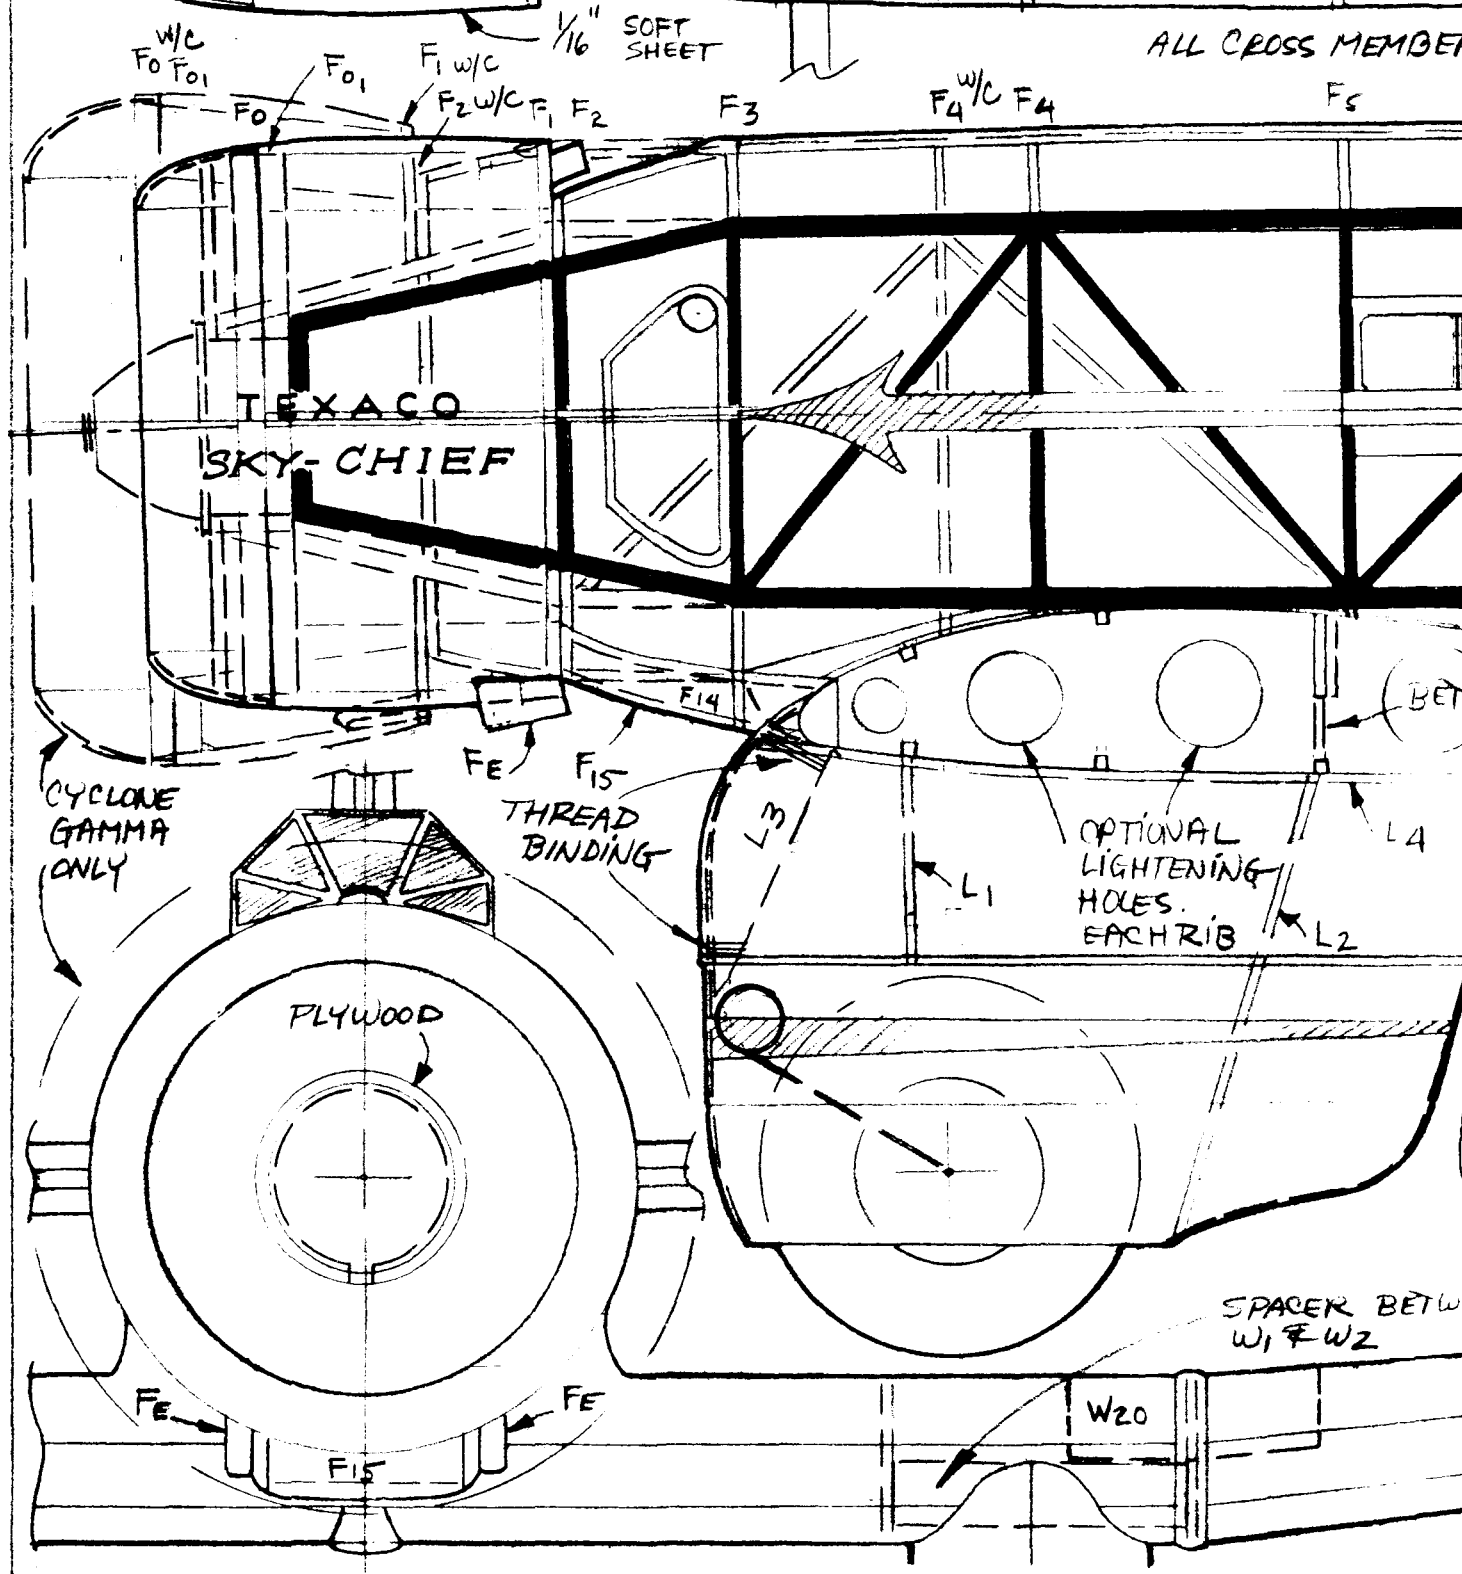 1/16" SOFT
SHEET
ALL CROSS MEMBER
W/C
F0 F01
F01
F1 W/C
F0
F2 W/C
F1
F2
F3
F4 W/C
F4
F5
TEXACO
SKY-CHIEF
F14
BET
FE
F15
CYCLONE
GAMMA
ONLY
THREAD
BINDING
L3
L1
OPTIONAL
LIGHTENING
HOLES.
EACH RIB
L4
L2
PLYWOOD
SPACER BETW
W1 & W2
FE
FE
W20
F15